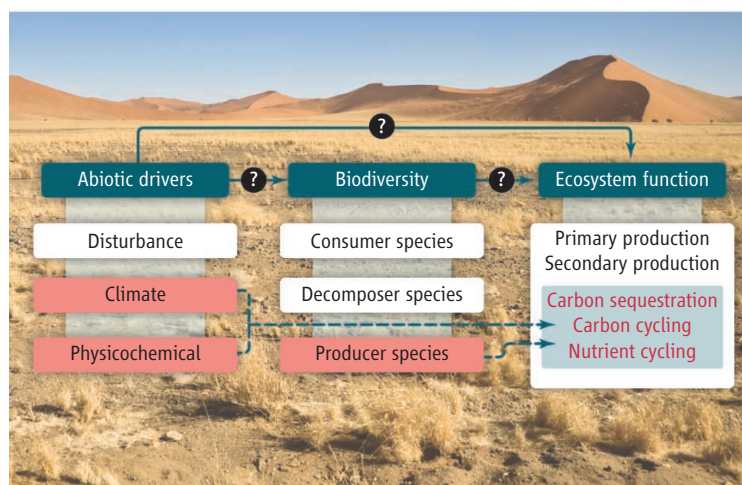 ?
Abiotic drivers
?
Biodiversity
?
Ecosystem function
Disturbance
Consumer species
Primary production
Secondary production
Climate
Decomposer species
Carbon sequestration
Carbon cycling
Physicochemical
Producer species
Nutrient cycling